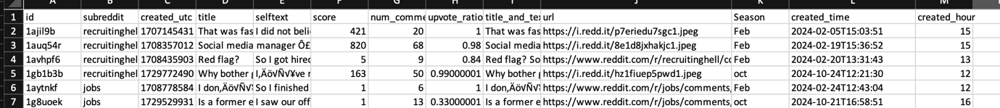 A B C D E F G H I J K L M
1 id subreddit created_utc title selftext score num_comme upvote_ratio title_and_te url Season created_time created_hour
2 1ajil9b recruitinghel 1707145431 That was fas I did not beli 421 20 1 That was fas https://i.redd.it/p7eriedu7sgc1.jpeg Feb 2024-02-05T15:03:51 15
3 1auq54r recruitinghel 1708357012 Social media manager Ô£ 820 68 0.98 Social media https://i.redd.it/8e1d8jxhakjc1.jpeg Feb 2024-02-19T15:36:52 15
4 1avhpf6 recruitinghel 1708435903 Red flag? So I got hired 5 9 0.84 Red flag? So https://www.reddit.com/r/recruitinghell/co Feb 2024-02-20T13:31:43 13
5 1gb1b3b recruitinghel 1729772490 Why bother g I‚Äö√Ñ√¥ve r 163 50 0.99000001 Why bother g https://i.redd.it/hz1fiuep5pwd1.jpeg oct 2024-10-24T12:21:30 12
6 1aytnkf jobs 1708778584 I don‚Äö√Ñ√¥ So I finished 1 6 1 I don‚Äö√Ñ√¥ https://www.reddit.com/r/jobs/comments, Feb 2024-02-24T12:43:04 12
7 1g8uoek jobs 1729529931 Is a former e I saw our off 1 13 0.33000001 Is a former e https://www.reddit.com/r/jobs/comments, oct 2024-10-21T16:58:51 16